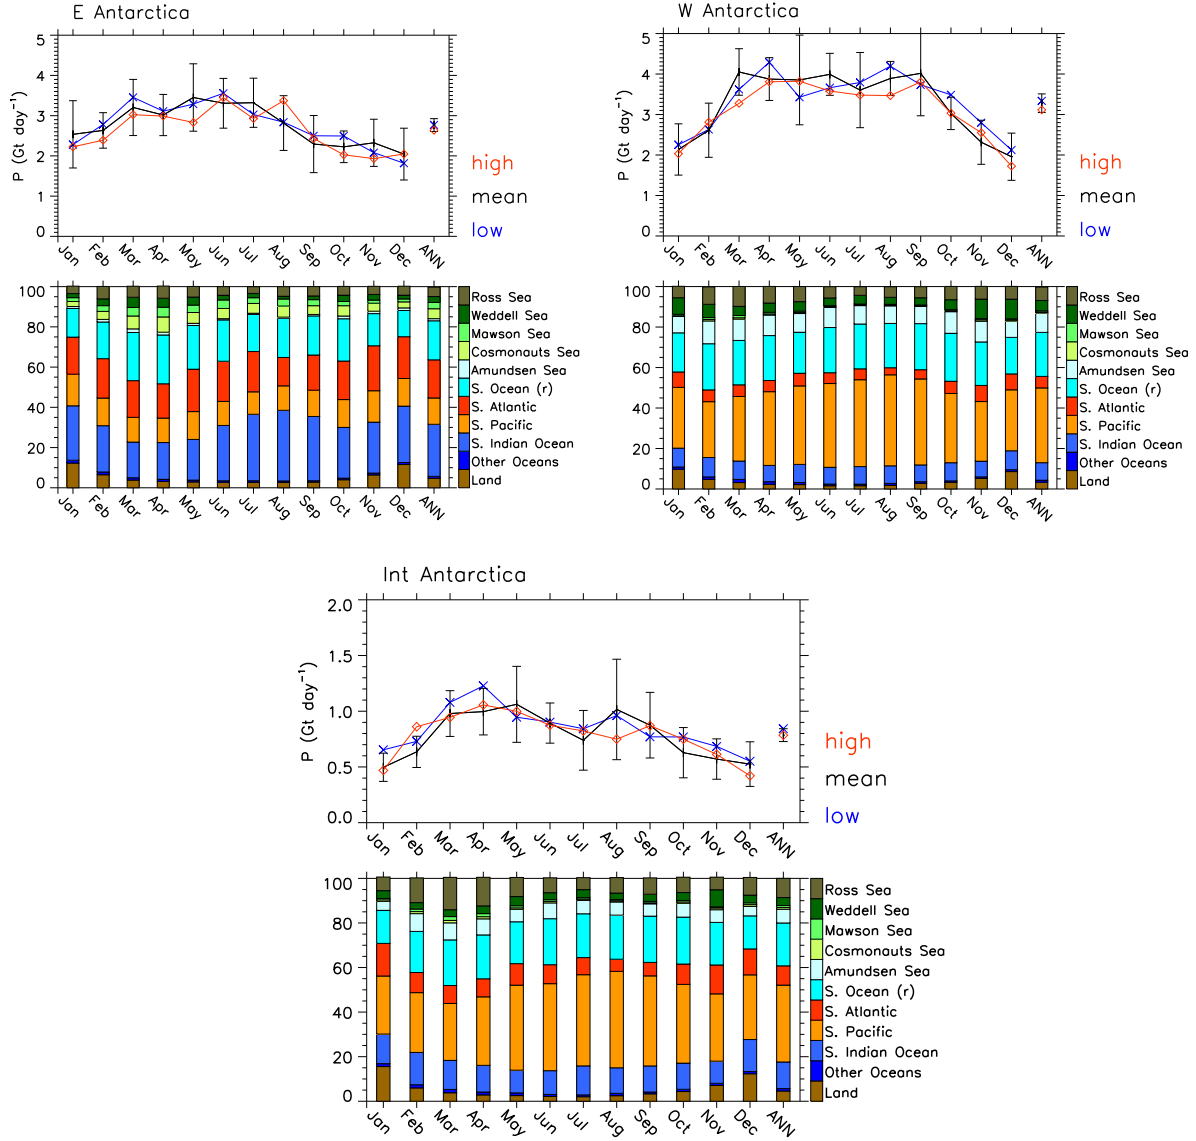 E Antarctica
5
4
3
2
1
0
P (Gt day⁻¹)
Jan Feb Mar Apr May Jun Jul Aug Sep Oct Nov Dec ANN
high
mean
low
100
80
60
40
20
0
Jan Feb Mar Apr May Jun Jul Aug Sep Oct Nov Dec ANN
Ross Sea
Weddell Sea
Mawson Sea
Cosmonauts Sea
Amundsen Sea
S. Ocean (r)
S. Atlantic
S. Pacific
S. Indian Ocean
Other Oceans
Land
W Antarctica
5
4
3
2
1
0
P (Gt day⁻¹)
Jan Feb Mar Apr May Jun Jul Aug Sep Oct Nov Dec ANN
high
mean
low
100
80
60
40
20
0
Jan Feb Mar Apr May Jun Jul Aug Sep Oct Nov Dec ANN
Ross Sea
Weddell Sea
Mawson Sea
Cosmonauts Sea
Amundsen Sea
S. Ocean (r)
S. Atlantic
S. Pacific
S. Indian Ocean
Other Oceans
Land
Int Antarctica
2.0
1.5
1.0
0.5
0.0
P (Gt day⁻¹)
Jan Feb Mar Apr May Jun Jul Aug Sep Oct Nov Dec ANN
high
mean
low
100
80
60
40
20
0
Jan Feb Mar Apr May Jun Jul Aug Sep Oct Nov Dec ANN
Ross Sea
Weddell Sea
Mawson Sea
Cosmonauts Sea
Amundsen Sea
S. Ocean (r)
S. Atlantic
S. Pacific
S. Indian Ocean
Other Oceans
Land